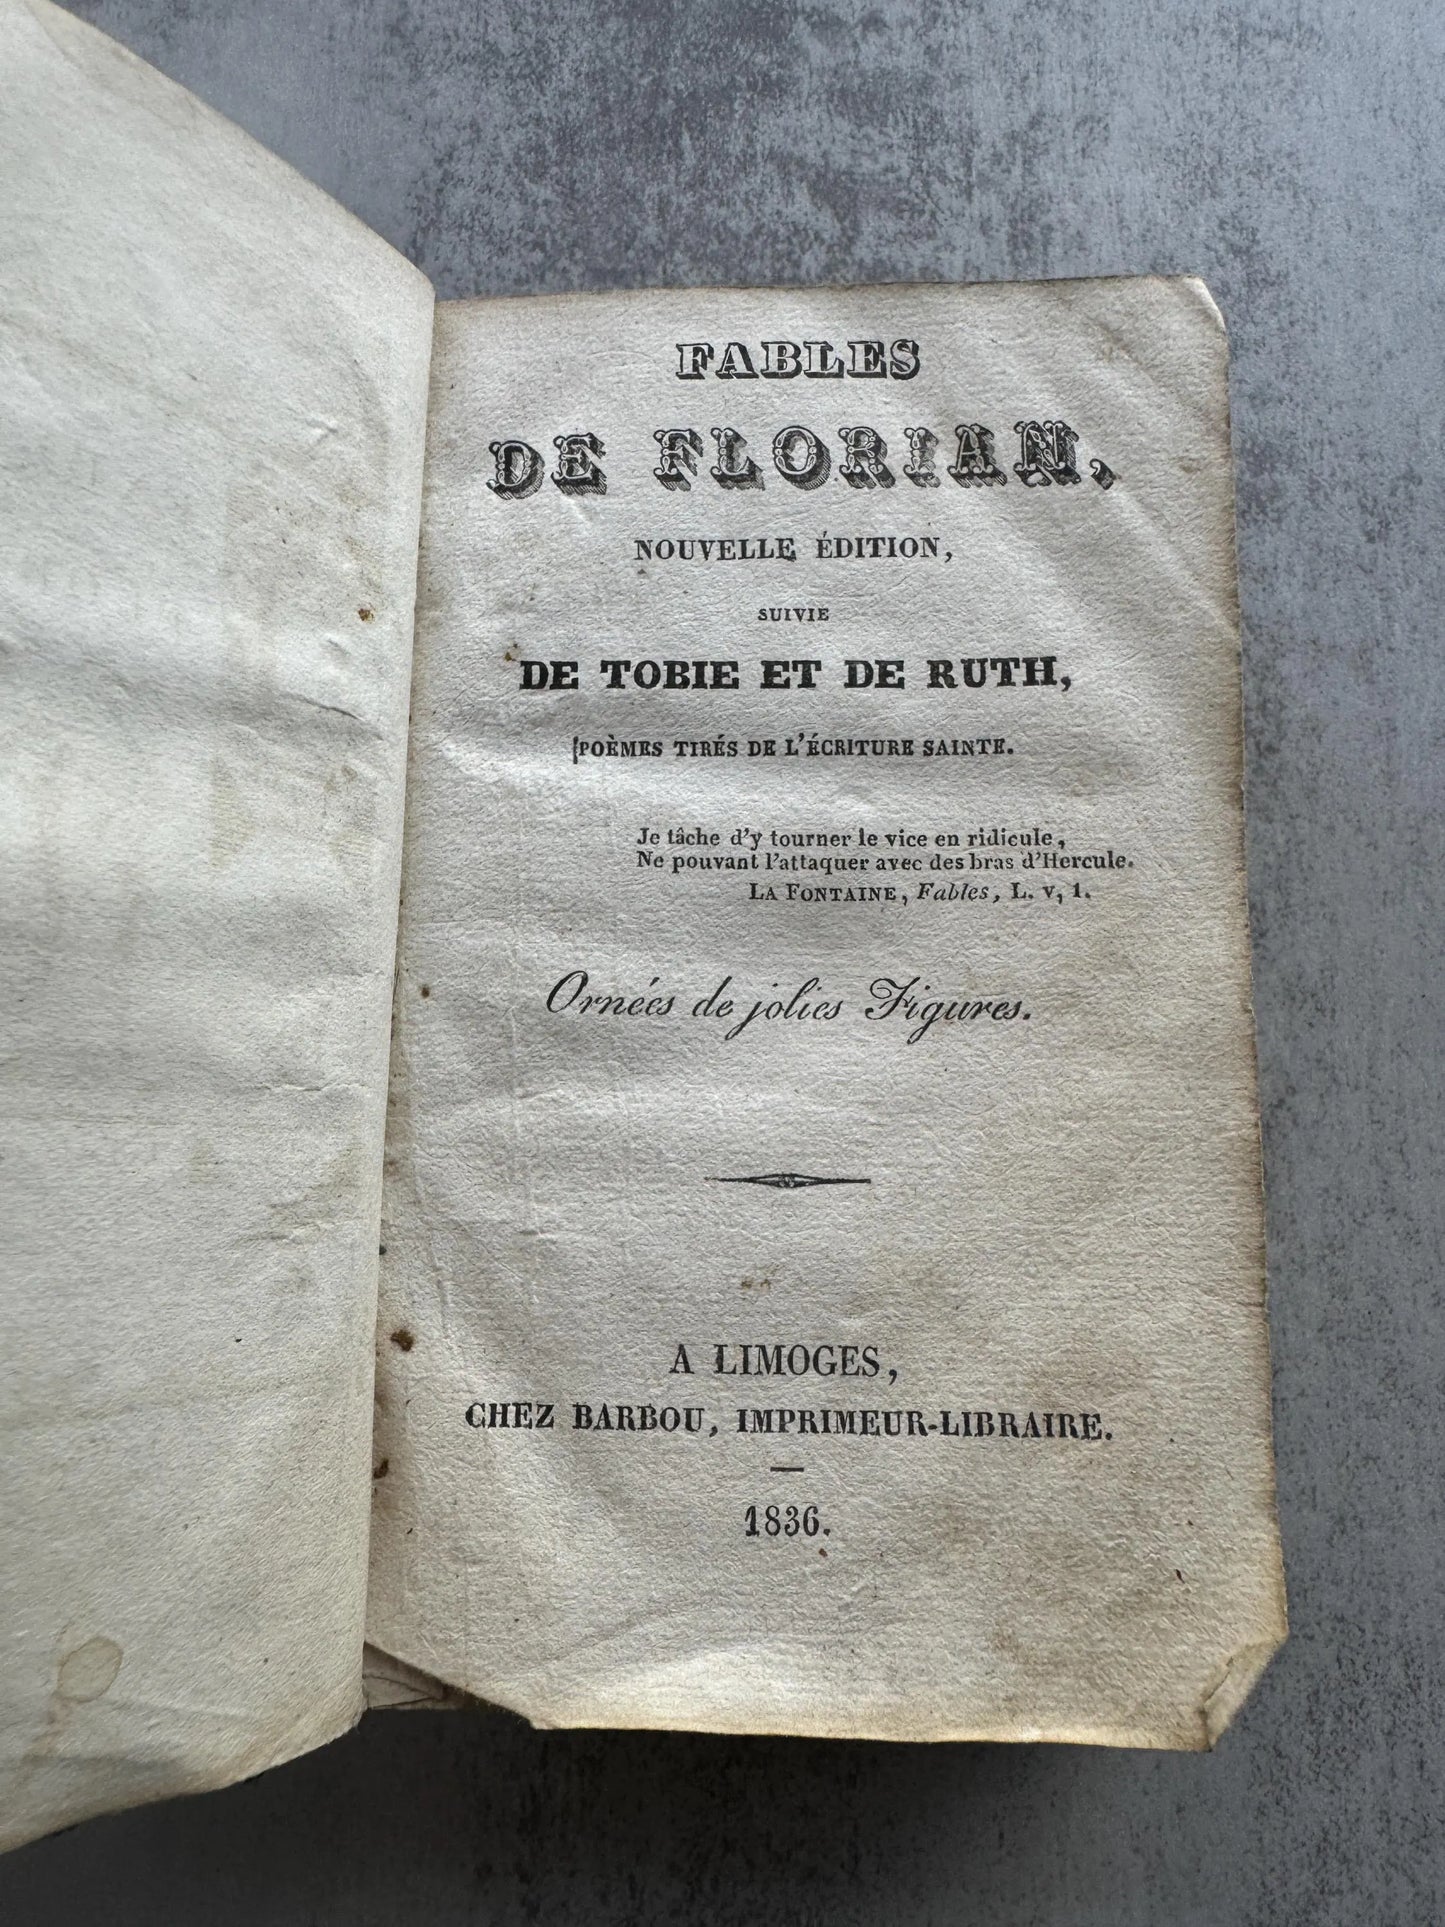 FABLES
DE FLORIAN,
NOUVELLE ÉDITION,
SUIVIE
DE TOBIE ET DE RUTH,
POÈMES TIRÉS DE L'ÉCRITURE SAINTE.
Je tâche d'y tourner le vice en ridicule,
Ne pouvant l'attaquer avec des bras d'Hercule.
LA FONTAINE, Fables, L. V, 1.
Ornées de jolies Figures.
A LIMOGES,
CHEZ BARBOU, IMPRIMEUR-LIBRAIRE.
1836.